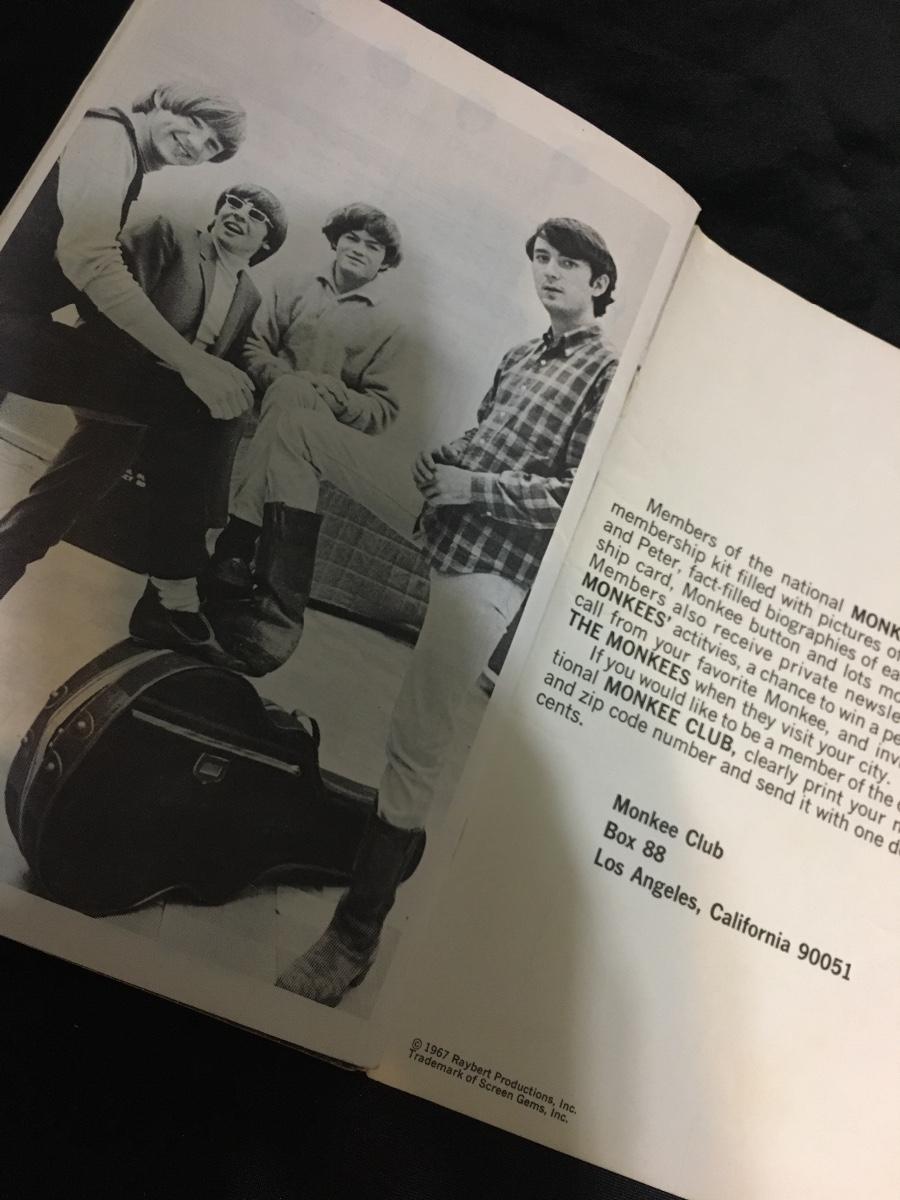 Members of the national MONK
membership kit filled with pictures of
and Peter, fact-filled biographies of ea
ship card, Monkee button and lots mo
Members also receive private newsle
MONKEES' actitvies, a chance to win a pe
call from your favorite Monkee, and invi
THE MONKEES when they visit your city.
If you would like to be a member of the
tional MONKEE CLUB, clearly print your n
and zip code number and send it with one do
cents.
Monkee Club
Box 88
Los Angeles, California 90051
© 1967 Raybert Productions, Inc.
Trademark of Screen Gems, Inc.